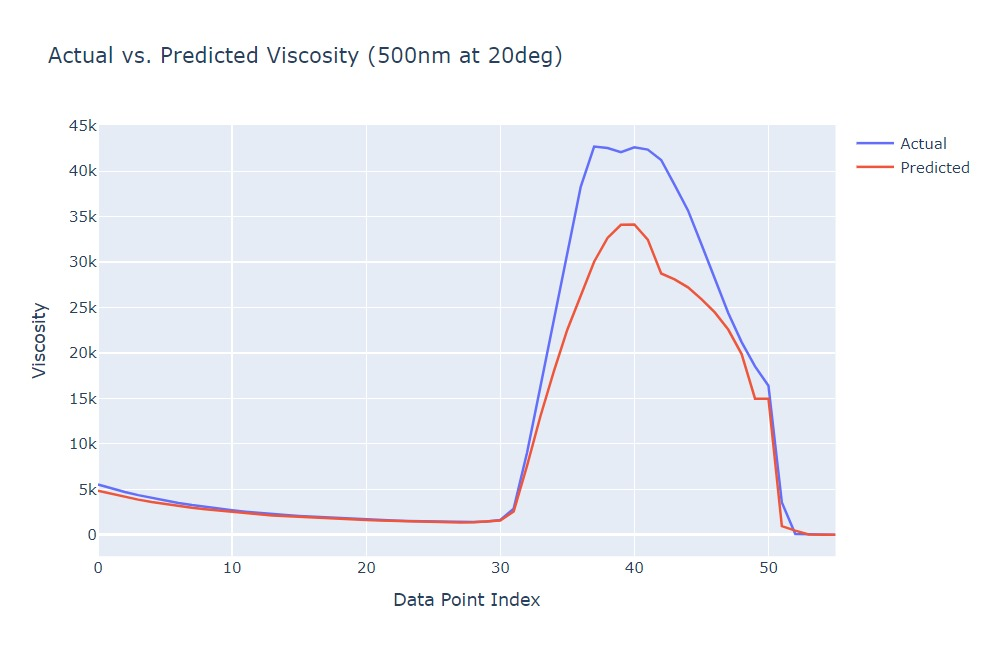 Actual vs. Predicted Viscosity (500nm at 20deg)
45k
40k
35k
30k
25k
20k
15k
10k
5k
0
Viscosity
0 10 20 30 40 50
Data Point Index
Actual
Predicted